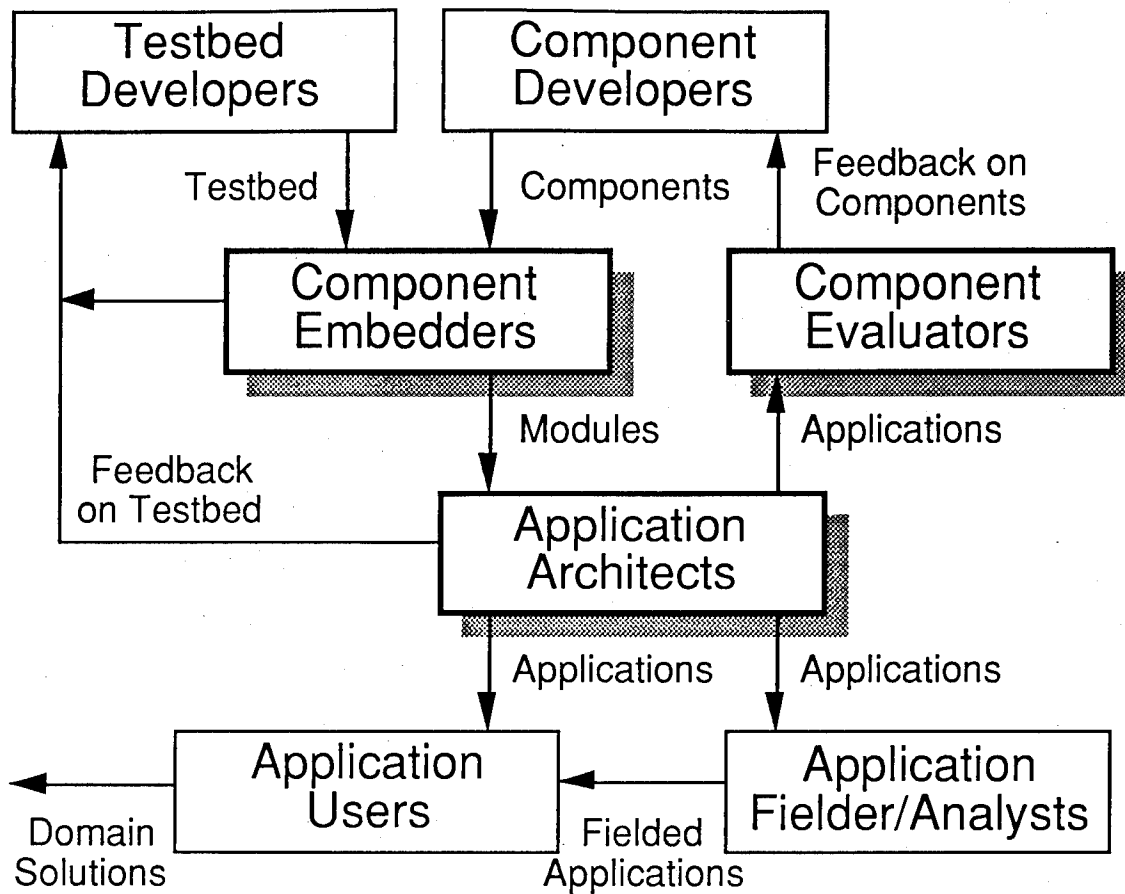 Testbed
Developers
Component
Developers
Testbed
Components
Feedback on
Components
Component
Embedders
Component
Evaluators
Modules
Applications
Feedback
on Testbed
Application
Architects
Applications
Applications
Application
Users
Application
Fielder/Analysts
Domain
Solutions
Fielded
Applications